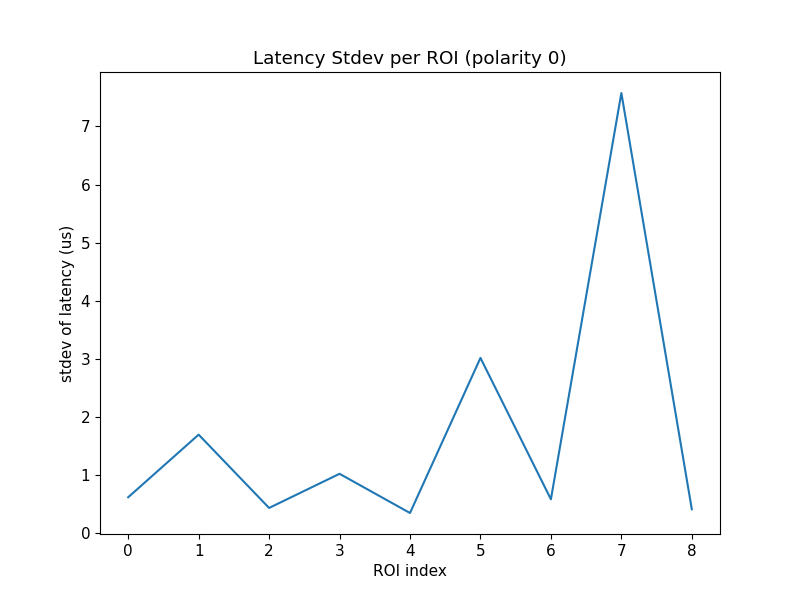 Latency Stdev per ROI (polarity 0)
stdev of latency (us)
7
6
5
4
3
2
1
0
0 1 2 3 4 5 6 7 8
ROI index